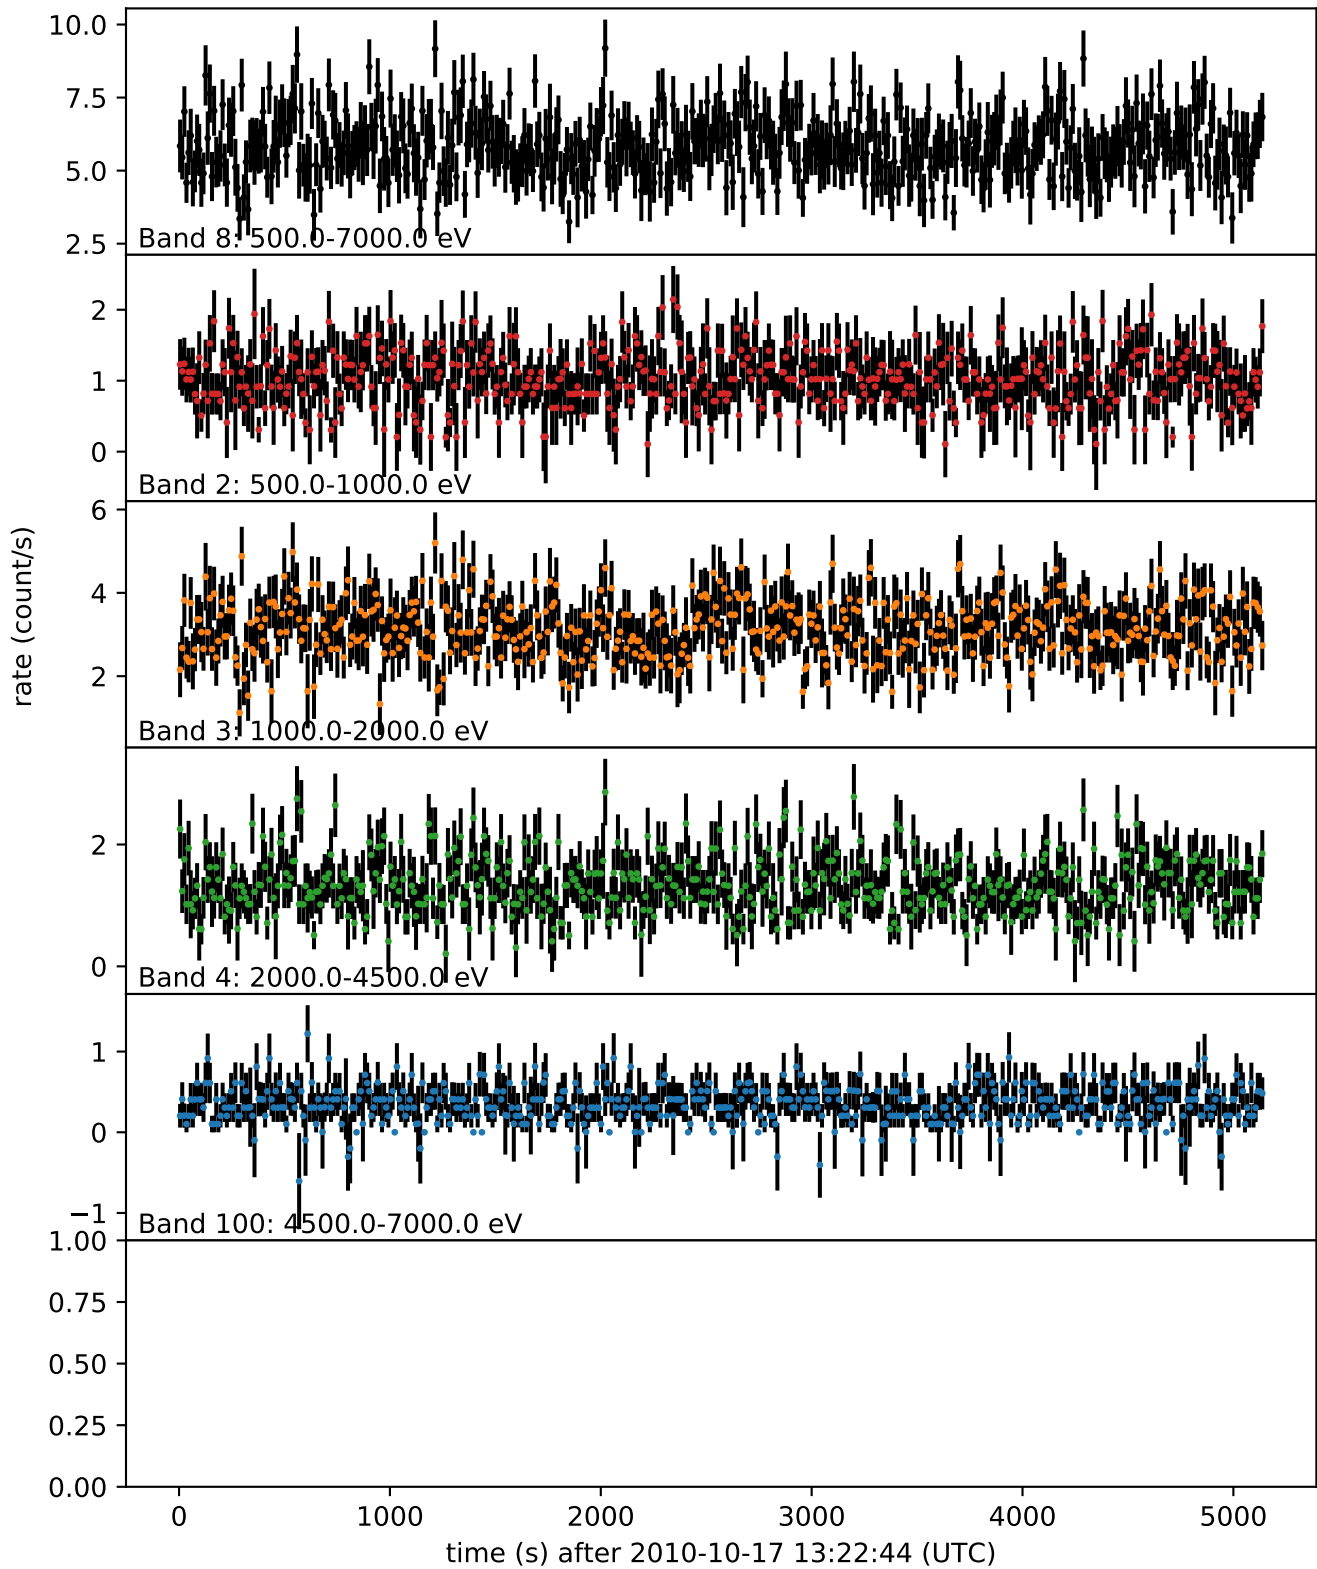 10.0
7.5
5.0
2.5
Band 8: 500.0-7000.0 eV
2
1
0
Band 2: 500.0-1000.0 eV
6
4
2
Band 3: 1000.0-2000.0 eV
rate (count/s)
2
0
Band 4: 2000.0-4500.0 eV
1
0
−1
Band 100: 4500.0-7000.0 eV
1.00
0.75
0.50
0.25
0.00
0 1000 2000 3000 4000 5000
time (s) after 2010-10-17 13:22:44 (UTC)